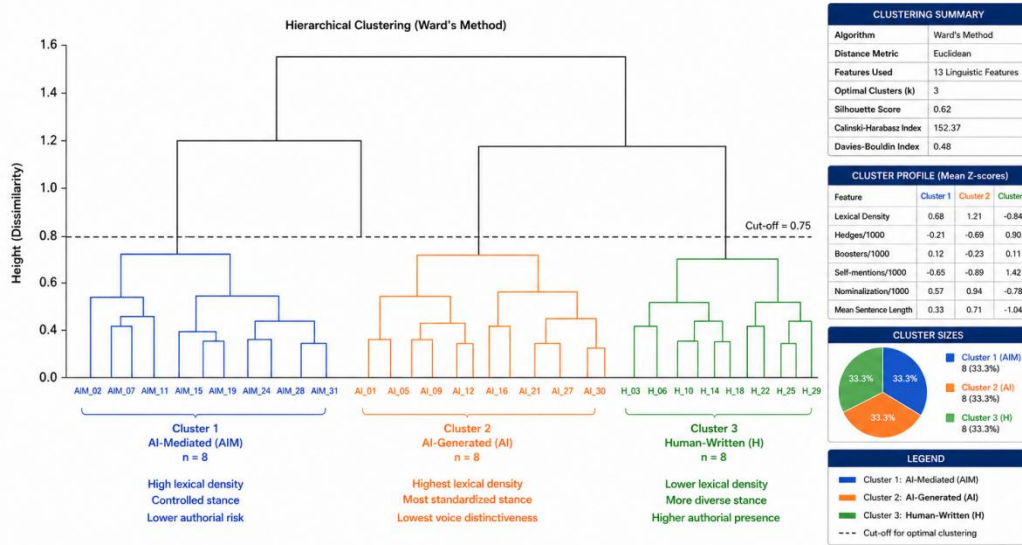 Hierarchical Clustering (Ward's Method)
Height (Dissimilarity)
1.6
1.4
1.2
1.0
0.8
0.6
0.4
0.0
Cut-off = 0.75
AIM_02 AIM_07 AIM_11 AIM_15 AIM_19 AIM_24 AIM_28 AIM_31
AI_01 AI_05 AI_09 AI_12 AI_16 AI_21 AI_27 AI_30
H_03 H_06 H_10 H_14 H_18 H_22 H_25 H_29
Cluster 1
AI-Mediated (AIM)
n = 8
High lexical density
Controlled stance
Lower authorial risk
Cluster 2
AI-Generated (AI)
n = 8
Highest lexical density
Most standardized stance
Lowest voice distinctiveness
Cluster 3
Human-Written (H)
n = 8
Lower lexical density
More diverse stance
Higher authorial presence
CLUSTERING SUMMARY
Algorithm Ward's Method
Distance Metric Euclidean
Features Used 13 Linguistic Features
Optimal Clusters (k) 3
Silhouette Score 0.62
Calinski-Harabasz Index 152.37
Davies-Bouldin Index 0.48
CLUSTER PROFILE (Mean Z-scores)
Feature Cluster 1 Cluster 2 Cluster
Lexical Density 0.68 1.21 -0.84
Hedges/1000 -0.21 -0.69 0.90
Boosters/1000 0.12 -0.23 0.11
Self-mentions/1000 -0.65 -0.89 1.42
Nominalization/1000 0.57 0.94 -0.78
Mean Sentence Length 0.33 0.71 -1.04
CLUSTER SIZES
33.3%
33.3%
33.3%
Cluster 1 (AIM)
8 (33.3%)
Cluster 2 (AI)
8 (33.3%)
Cluster 3 (H)
8 (33.3%)
LEGEND
Cluster 1: AI-Mediated (AIM)
Cluster 2: AI-Generated (AI)
Cluster 3: Human-Written (H)
Cut-off for optimal clustering